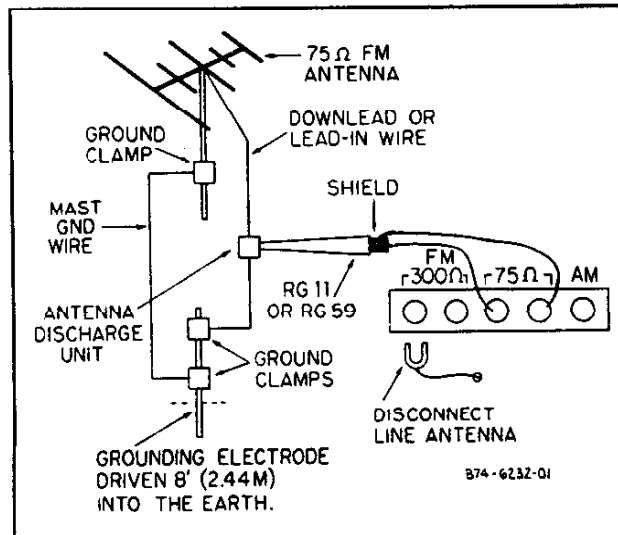 75Ω FM
ANTENNA
DOWNLEAD OR
LEAD-IN WIRE
GROUND
CLAMP
SHIELD
MAST
GND
WIRE
FM
300Ω 75Ω AM
RG 11
OR RG 59
ANTENNA
DISCHARGE
UNIT
GROUND
CLAMPS
DISCONNECT
LINE ANTENNA
GROUNDING ELECTRODE
DRIVEN 8' (2.44M)
INTO THE EARTH.
B74-6232-01